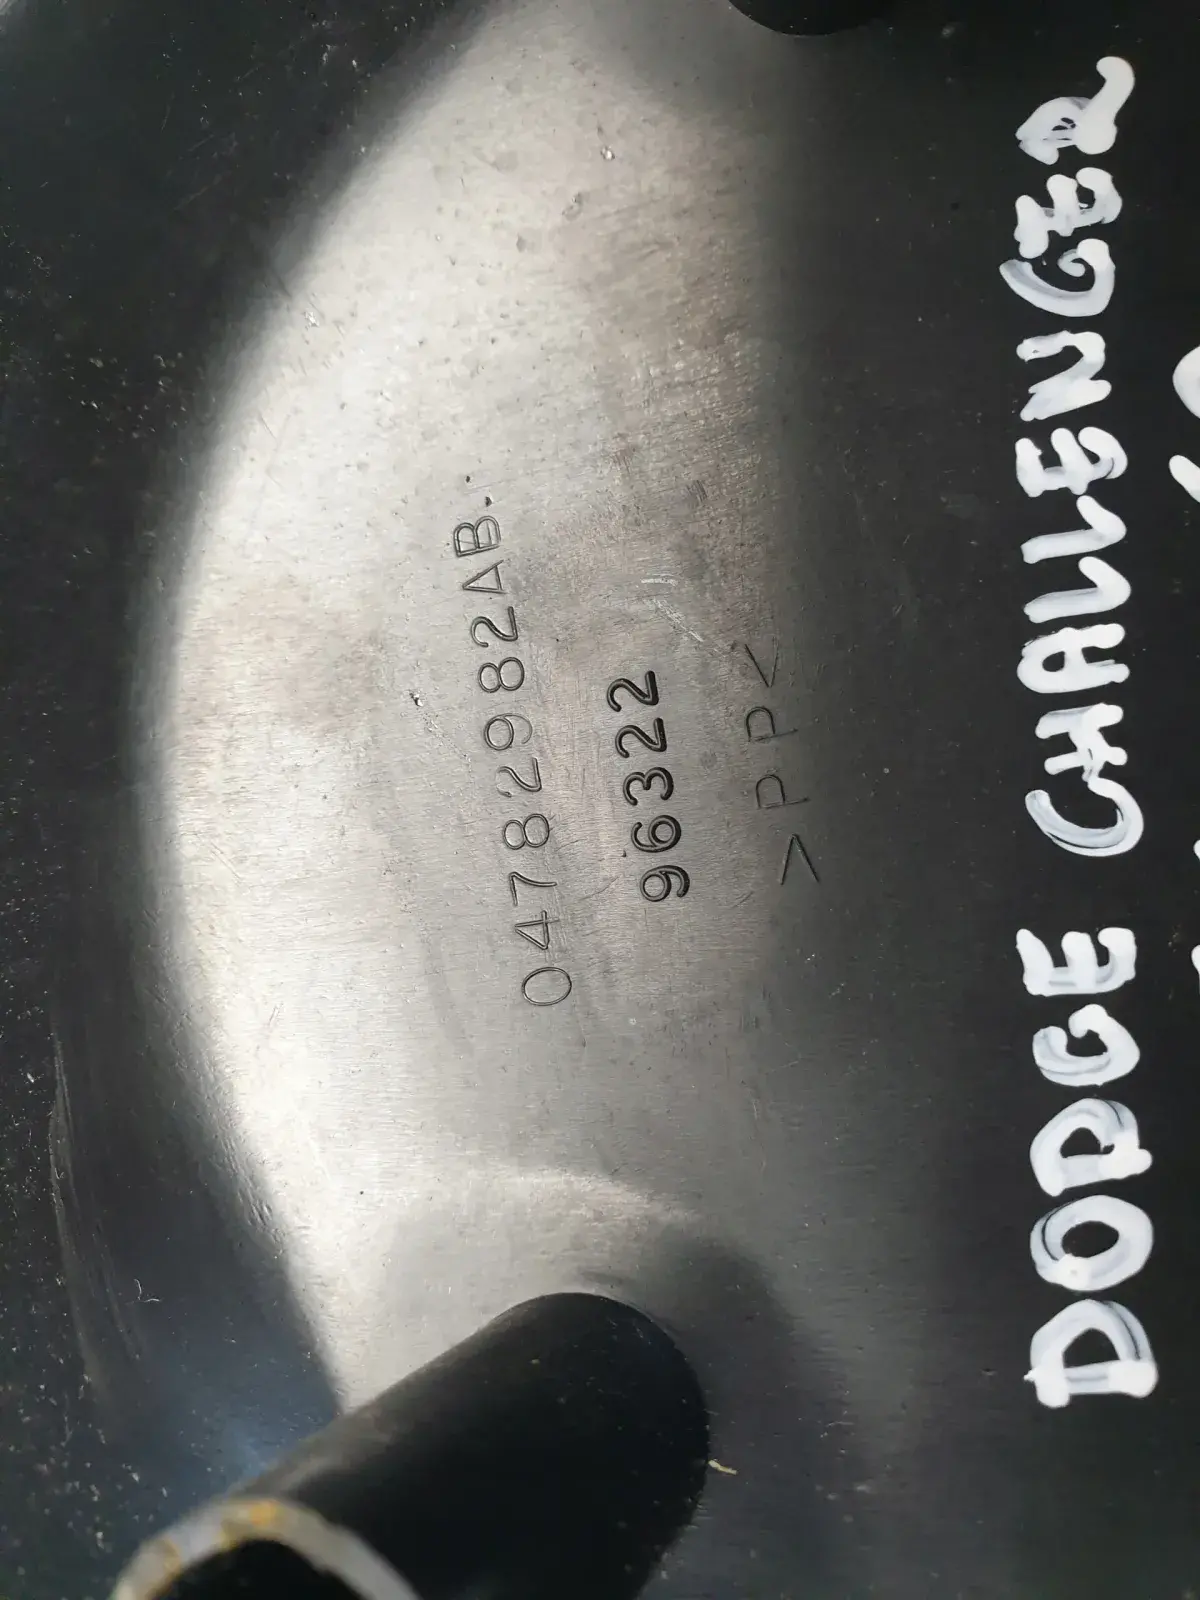 04782982AB.
96322
>PP<
DODGE CHALLENGER